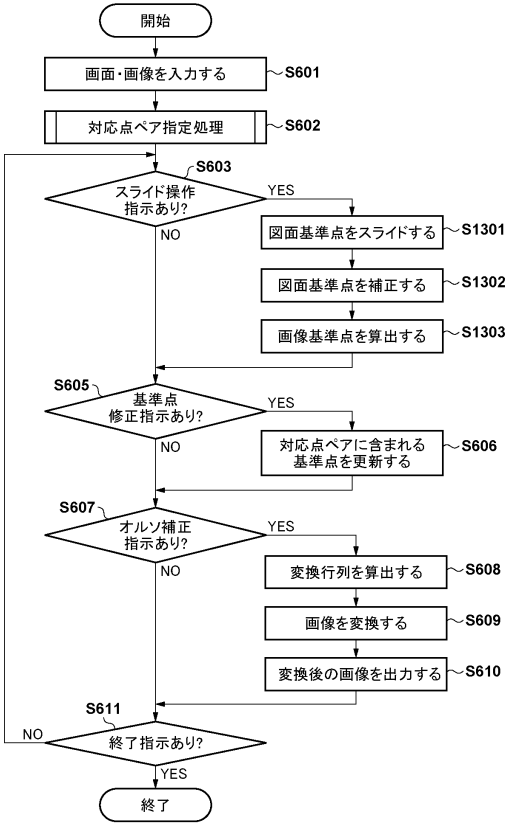 開始
画面・画像を入力する
S601
対応点ペア指定処理
S602
S603
スライド操作
指示あり?
YES
NO
図面基準点をスライドする
S1301
図面基準点を補正する
S1302
画像基準点を算出する
S1303
S605
基準点
修正指示あり?
YES
NO
対応点ペアに含まれる
基準点を更新する
S606
S607
オルソ補正
指示あり?
YES
NO
変換行列を算出する
S608
画像を変換する
S609
変換後の画像を出力する
S610
S611
終了指示あり?
NO
YES
終了